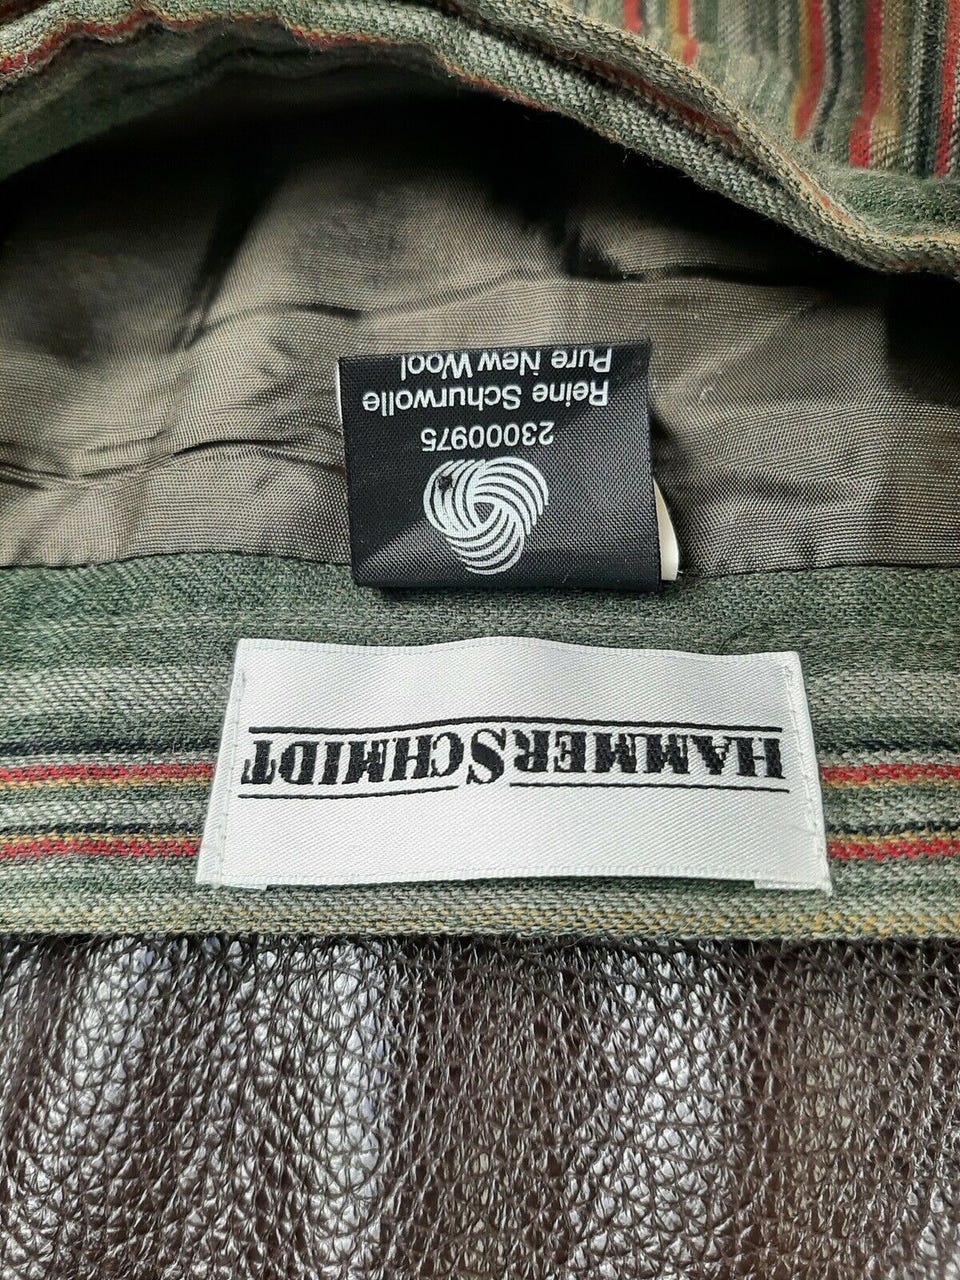 HAMMERSCHMIDT
23000975
Reine Schurwolle
Pure New Wool